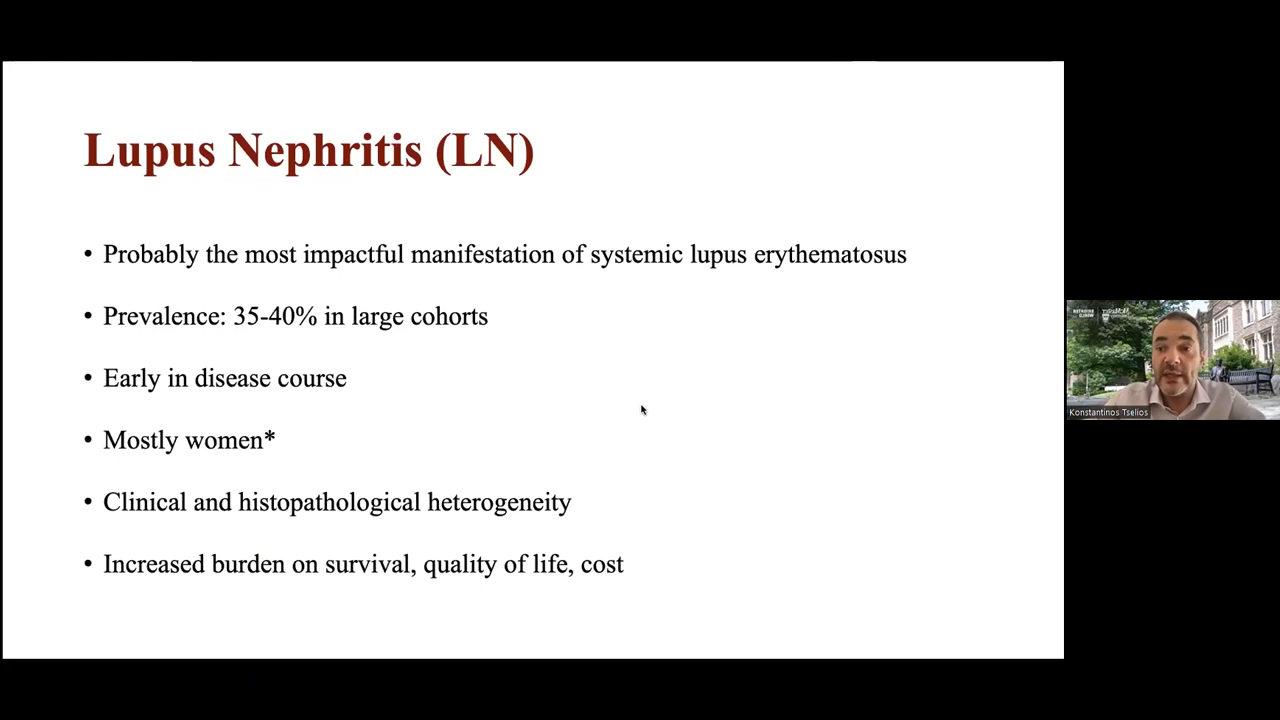 Lupus Nephritis (LN)
• Probably the most impactful manifestation of systemic lupus erythematosus
• Prevalence: 35-40% in large cohorts
• Early in disease course
• Mostly women*
• Clinical and histopathological heterogeneity
• Increased burden on survival, quality of life, cost
Konstantinos Tselios